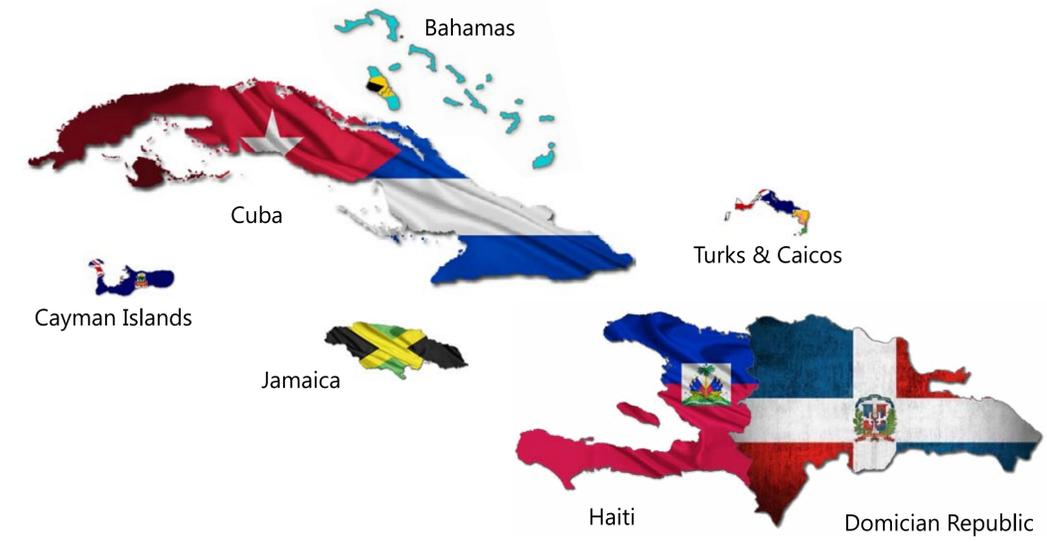 Bahamas
Cuba
Turks & Caicos
Cayman Islands
Jamaica
Haiti
Domician Republic